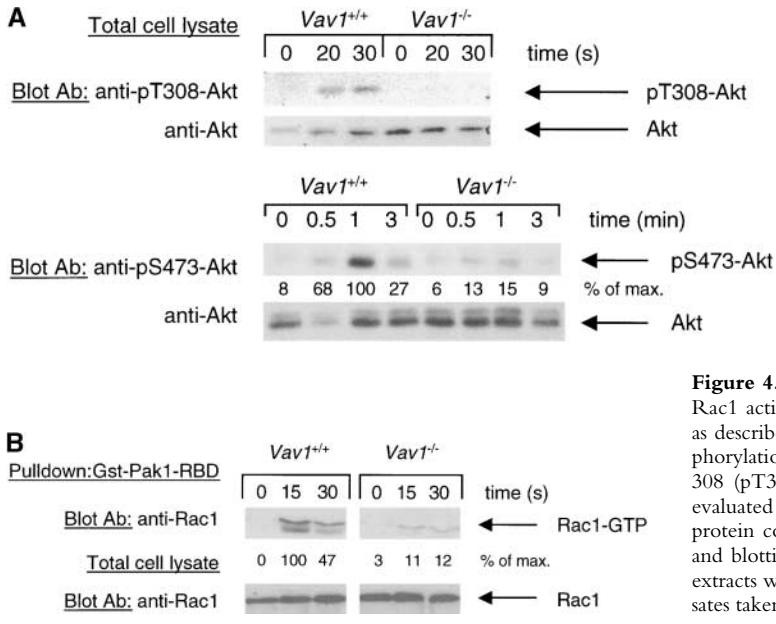 A
Total cell lysate Vav1+/+ Vav1-/-
0 20 30 0 20 30 time (s)
Blot Ab: anti-pT308-Akt pT308-Akt
anti-Akt Akt
Vav1+/+ Vav1-/-
0 0.5 1 3 0 0.5 1 3 time (min)
Blot Ab: anti-pS473-Akt pS473-Akt
8 68 100 27 6 13 15 9 % of max.
anti-Akt Akt
B
Pulldown:Gst-Pak1-RBD Vav1+/+ Vav1-/-
0 15 30 0 15 30 time (s)
Blot Ab: anti-Rac1 Rac1-GTP
Total cell lysate 0 100 47 3 11 12 % of max.
Blot Ab: anti-Rac1 Rac1
Figure 4.
Rac1 acti
as describ
phorylatio
308 (pT3
evaluated
protein co
and blotti
extracts w
sates taker